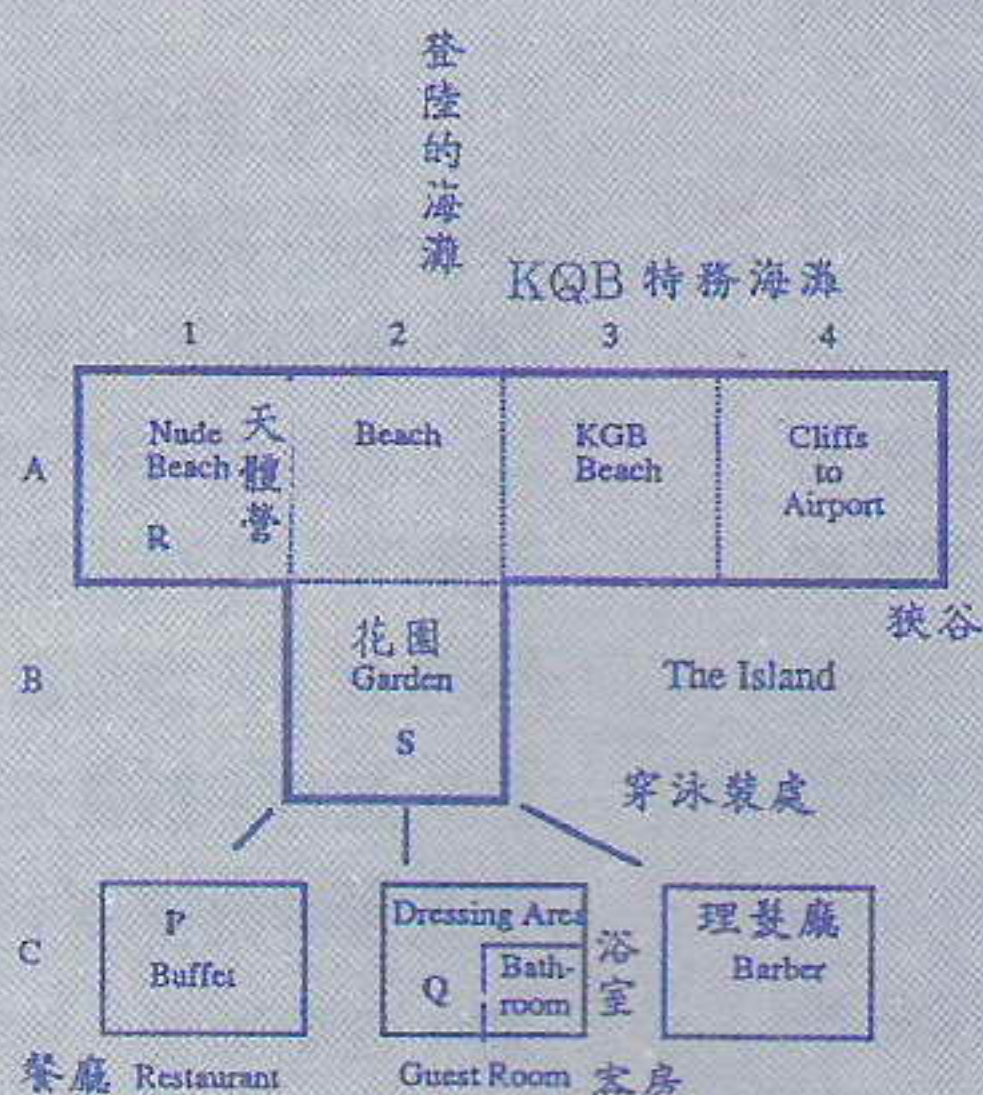 登陸的海灘
KQB 特務海灘
1 2 3 4
A
Nude
Beach
天體營
R
Beach
KGB
Beach
Cliffs
to
Airport
狹谷
B
花園
Garden
S
The Island
穿泳裝處
C
P
Buffet
Dressing Area
Q
Bath-
room
浴室
理髮廳
Barber
餐廳 Restaurant
Guest Room 客房